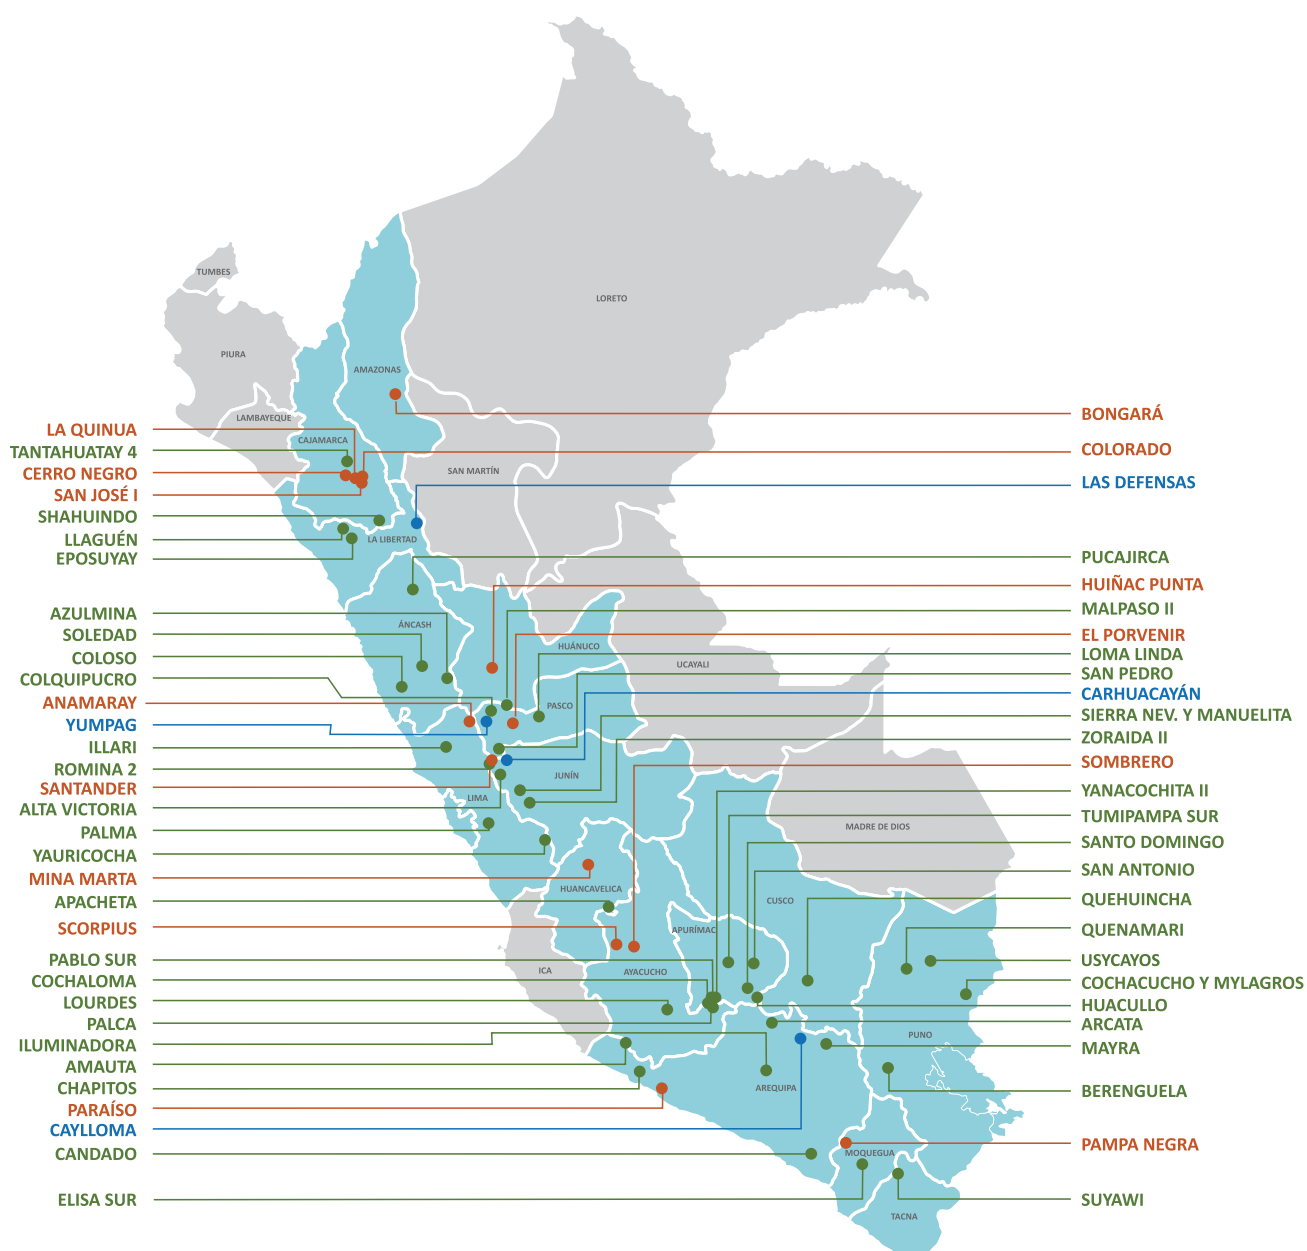 TUMBES
LORETO
PIURA
AMAZONAS
LAMBAYEQUE
CAJAMARCA
SAN MARTÍN
LA LIBERTAD
ÁNCASH
HUÁNUCO
UCAYALI
PASCO
JUNÍN
LIMA
MADRE DE DIOS
HUANCAVELICA
CUSCO
APURÍMAC
ICA
AYACUCHO
PUNO
AREQUIPA
MOQUEGUA
TACNA
LA QUINUA
TANTAHUATAY 4
CERRO NEGRO
SAN JOSÉ I
SHAHUINDO
LLAGUÉN
EPOSUYAY
AZULMINA
SOLEDAD
COLOSO
COLQUIPUCRO
ANAMARAY
YUMPAG
ILLARI
ROMINA 2
SANTANDER
ALTA VICTORIA
PALMA
YAURICOCHA
MINA MARTA
APACHETA
SCORPIUS
PABLO SUR
COCHALOMA
LOURDES
PALCA
ILUMINADORA
AMAUTA
CHAPITOS
PARAÍSO
CAYLLOMA
CANDADO
ELISA SUR
BONGARÁ
COLORADO
LAS DEFENSAS
PUCAJIRCA
HUIÑAC PUNTA
MALPASO II
EL PORVENIR
LOMA LINDA
SAN PEDRO
CARHUACAYÁN
SIERRA NEV. Y MANUELITA
ZORAIDA II
SOMBRERO
YANACOCHITA II
TUMIPAMPA SUR
SANTO DOMINGO
SAN ANTONIO
QUEHUINCHA
QUENAMARI
USYCAYOS
COCHACUCHO Y MYLAGROS
HUACULLO
ARCATA
MAYRA
BERENGUELA
PAMPA NEGRA
SUYAWI